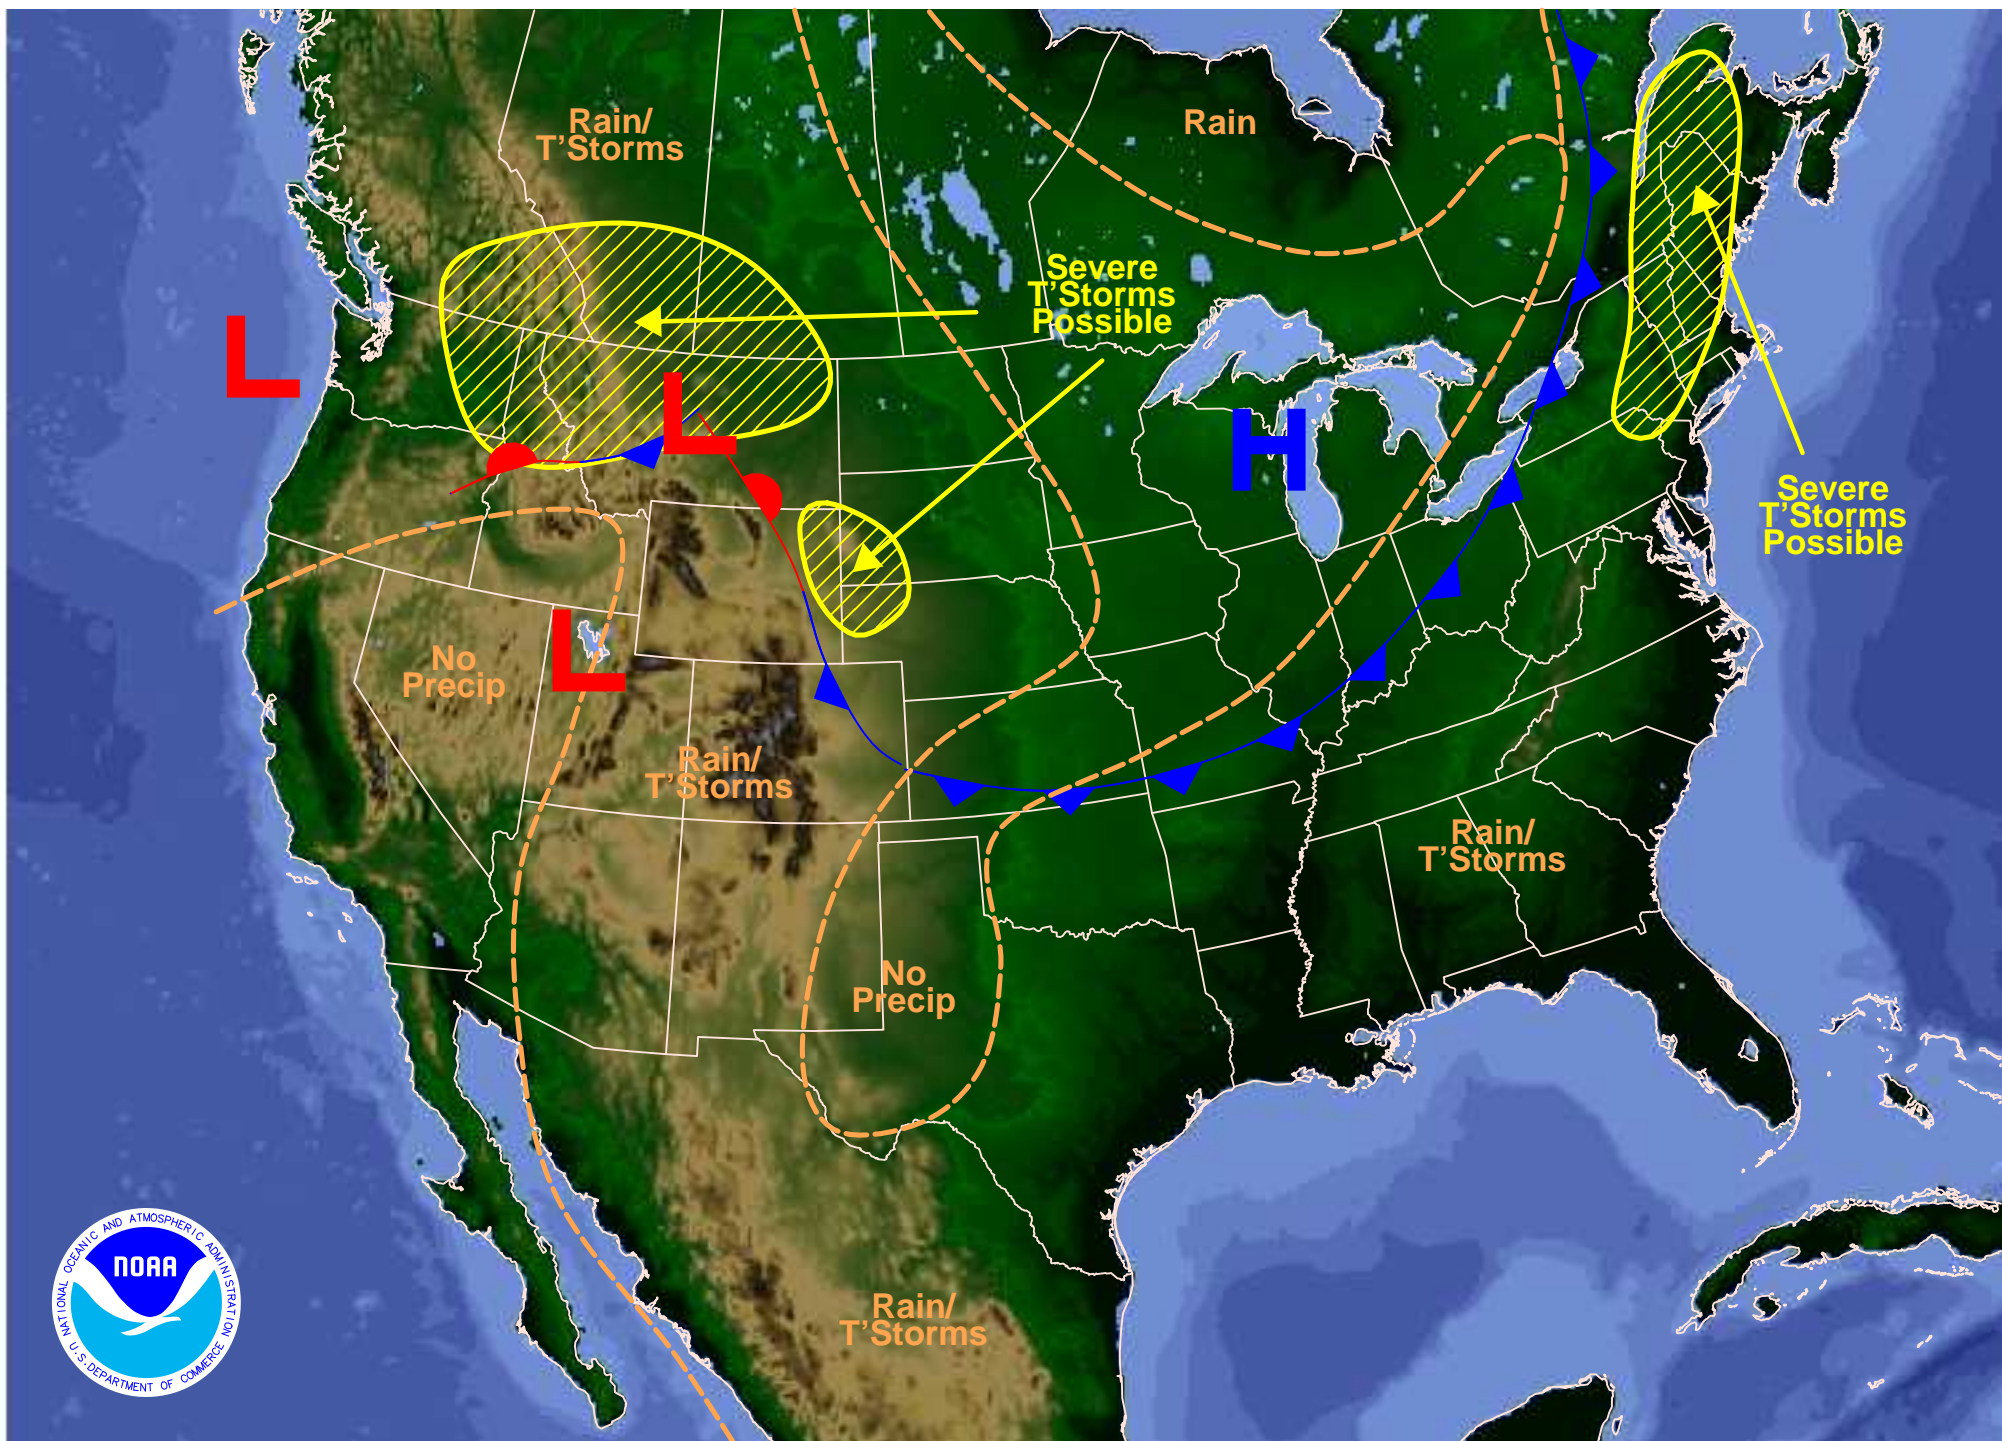 Rain/
T'Storms
Rain
Severe
T'Storms
Possible
L
L
H
Severe
T'Storms
Possible
No
Precip
L
Rain/
T'Storms
Rain/
T'Storms
No
Precip
Rain/
T'Storms
NATIONAL OCEANIC AND ATMOSPHERIC ADMINISTRATION
NOAA
U.S. DEPARTMENT OF COMMERCE